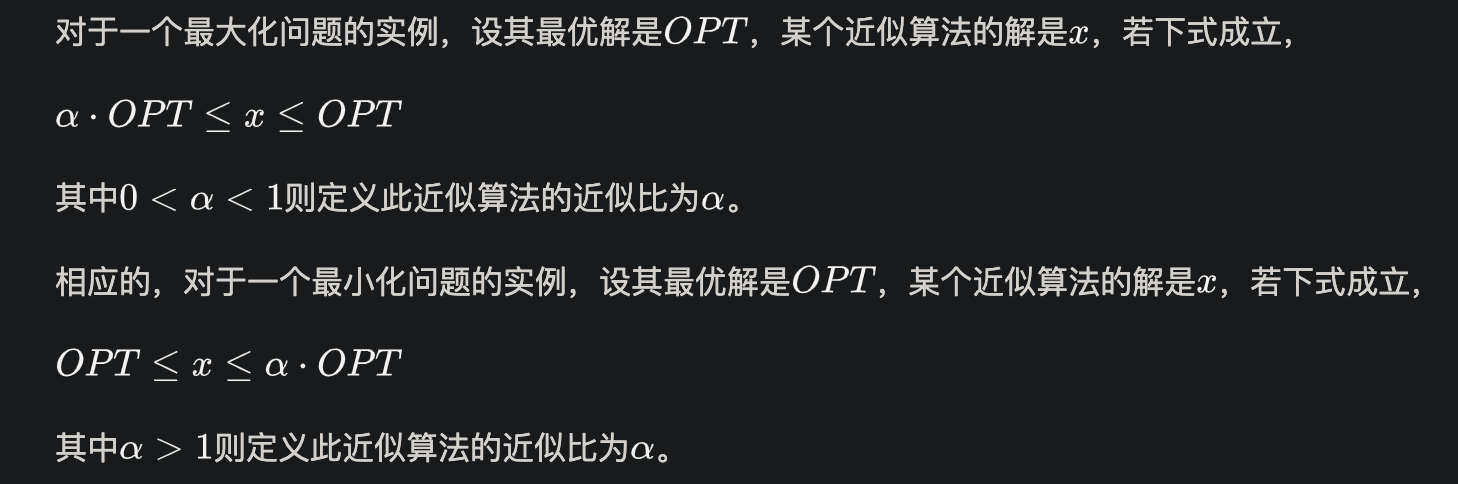 对于一个最大化问题的实例，设其最优解是OPT，某个近似算法的解是x，若下式成立，
α · OPT ≤ x ≤ OPT
其中0 < α < 1则定义此近似算法的近似比为α。
相应的，对于一个最小化问题的实例，设其最优解是OPT，某个近似算法的解是x，若下式成立，
OPT ≤ x ≤ α · OPT
其中α > 1则定义此近似算法的近似比为α。